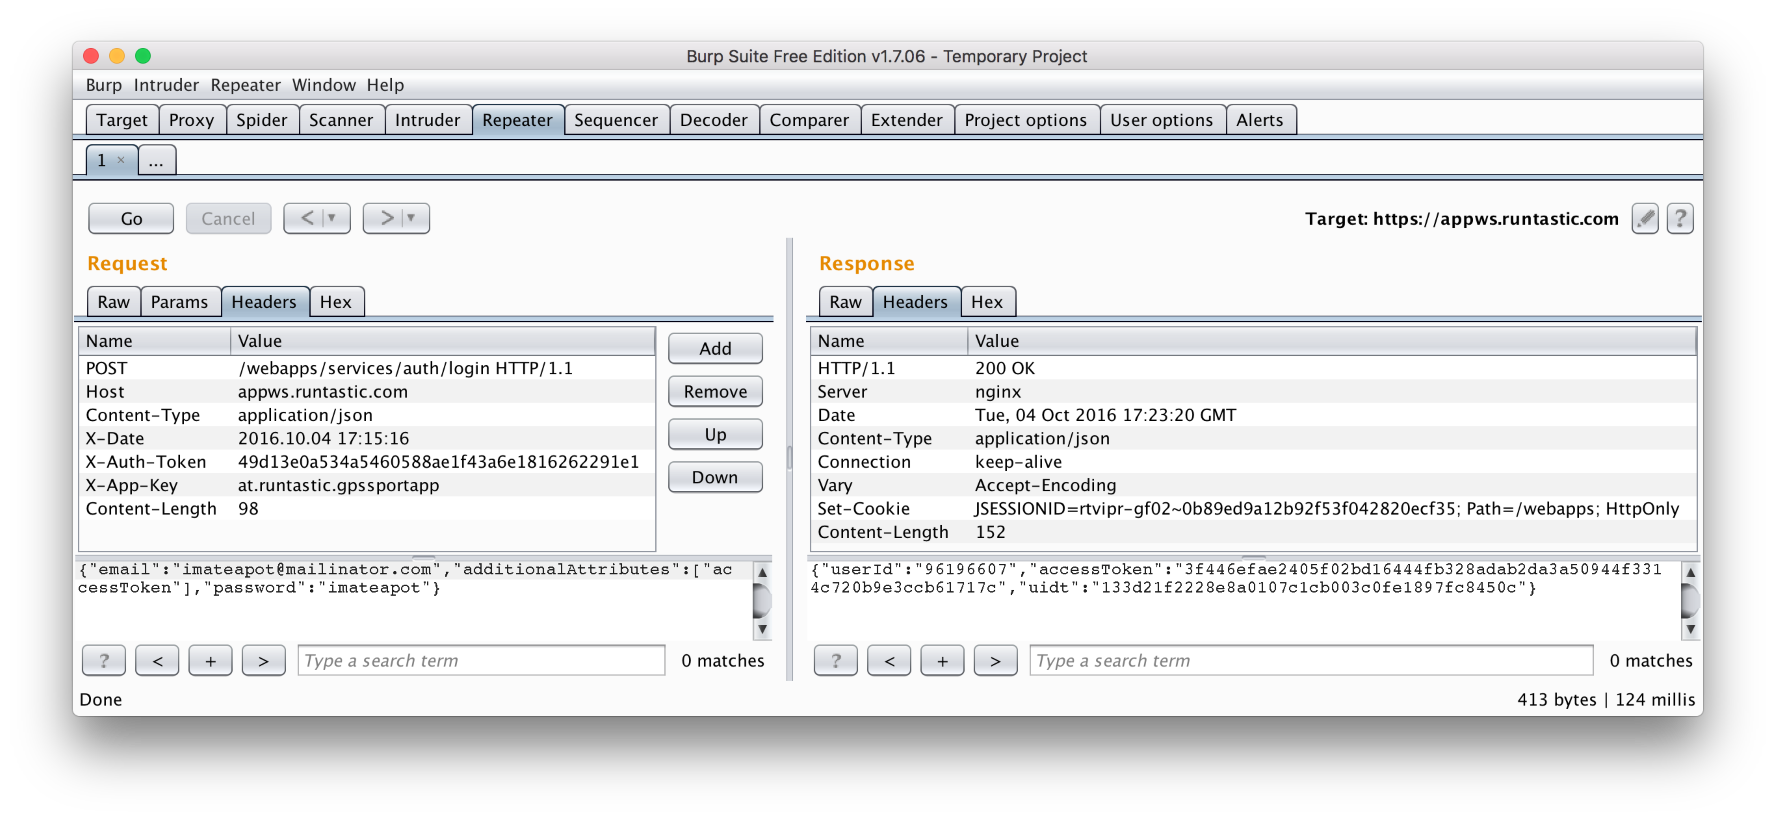 Burp Suite Free Edition v1.7.06 - Temporary Project
Burp Intruder Repeater Window Help
Target Proxy Spider Scanner Intruder Repeater Sequencer Decoder Comparer Extender Project options User options Alerts
1 × ...
Go Cancel < ▼ > ▼ Target: https://appws.runtastic.com ?
Request
Raw Params Headers Hex
Name Value
POST /webapps/services/auth/login HTTP/1.1
Host appws.runtastic.com
Content-Type application/json
X-Date 2016.10.04 17:15:16
X-Auth-Token 49d13e0a534a5460588ae1f43a6e1816262291e1
X-App-Key at.runtastic.gpssportapp
Content-Length 98
Add
Remove
Up
Down
{"email":"imateapot@mailinator.com","additionalAttributes":["ac
cessToken"],"password":"imateapot"}
? < + > Type a search term 0 matches
Response
Raw Headers Hex
Name Value
HTTP/1.1 200 OK
Server nginx
Date Tue, 04 Oct 2016 17:23:20 GMT
Content-Type application/json
Connection keep-alive
Vary Accept-Encoding
Set-Cookie JSESSIONID=rtvipr-gf02~0b89ed9a12b92f53f042820ecf35; Path=/webapps; HttpOnly
Content-Length 152
{"userId":"96196607","accessToken":"3f446efae2405f02bd16444fb328adab2da3a50944f331
4c720b9e3ccb61717c","uidt":"133d21f2228e8a0107c1cb003c0fe1897fc8450c"}
? < + > Type a search term 0 matches
Done 413 bytes | 124 millis